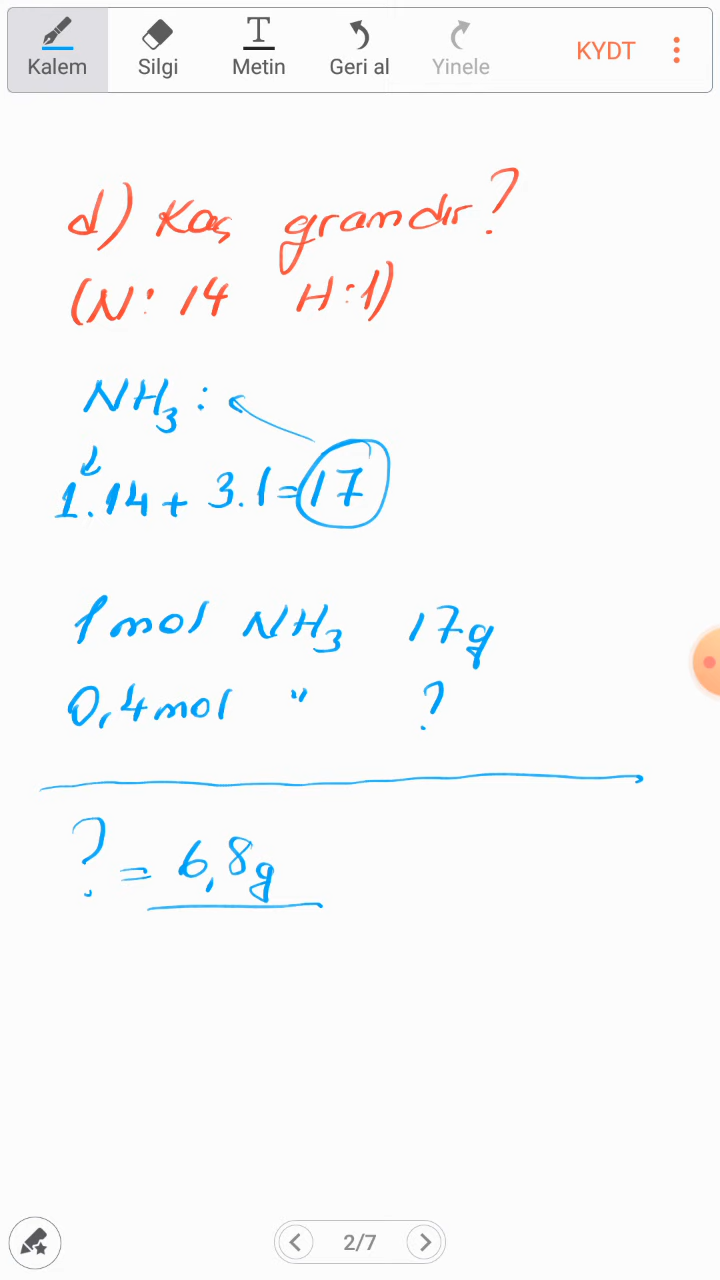 Kalem Silgi Metin Geri al Yinele KYDT
d) Kaç gramdır?
(N: 14 H:1)
NH₃:
1.14 + 3.1 = 17
1 mol NH₃ 17g
0,4 mol " ?
? = 6,8g
2/7